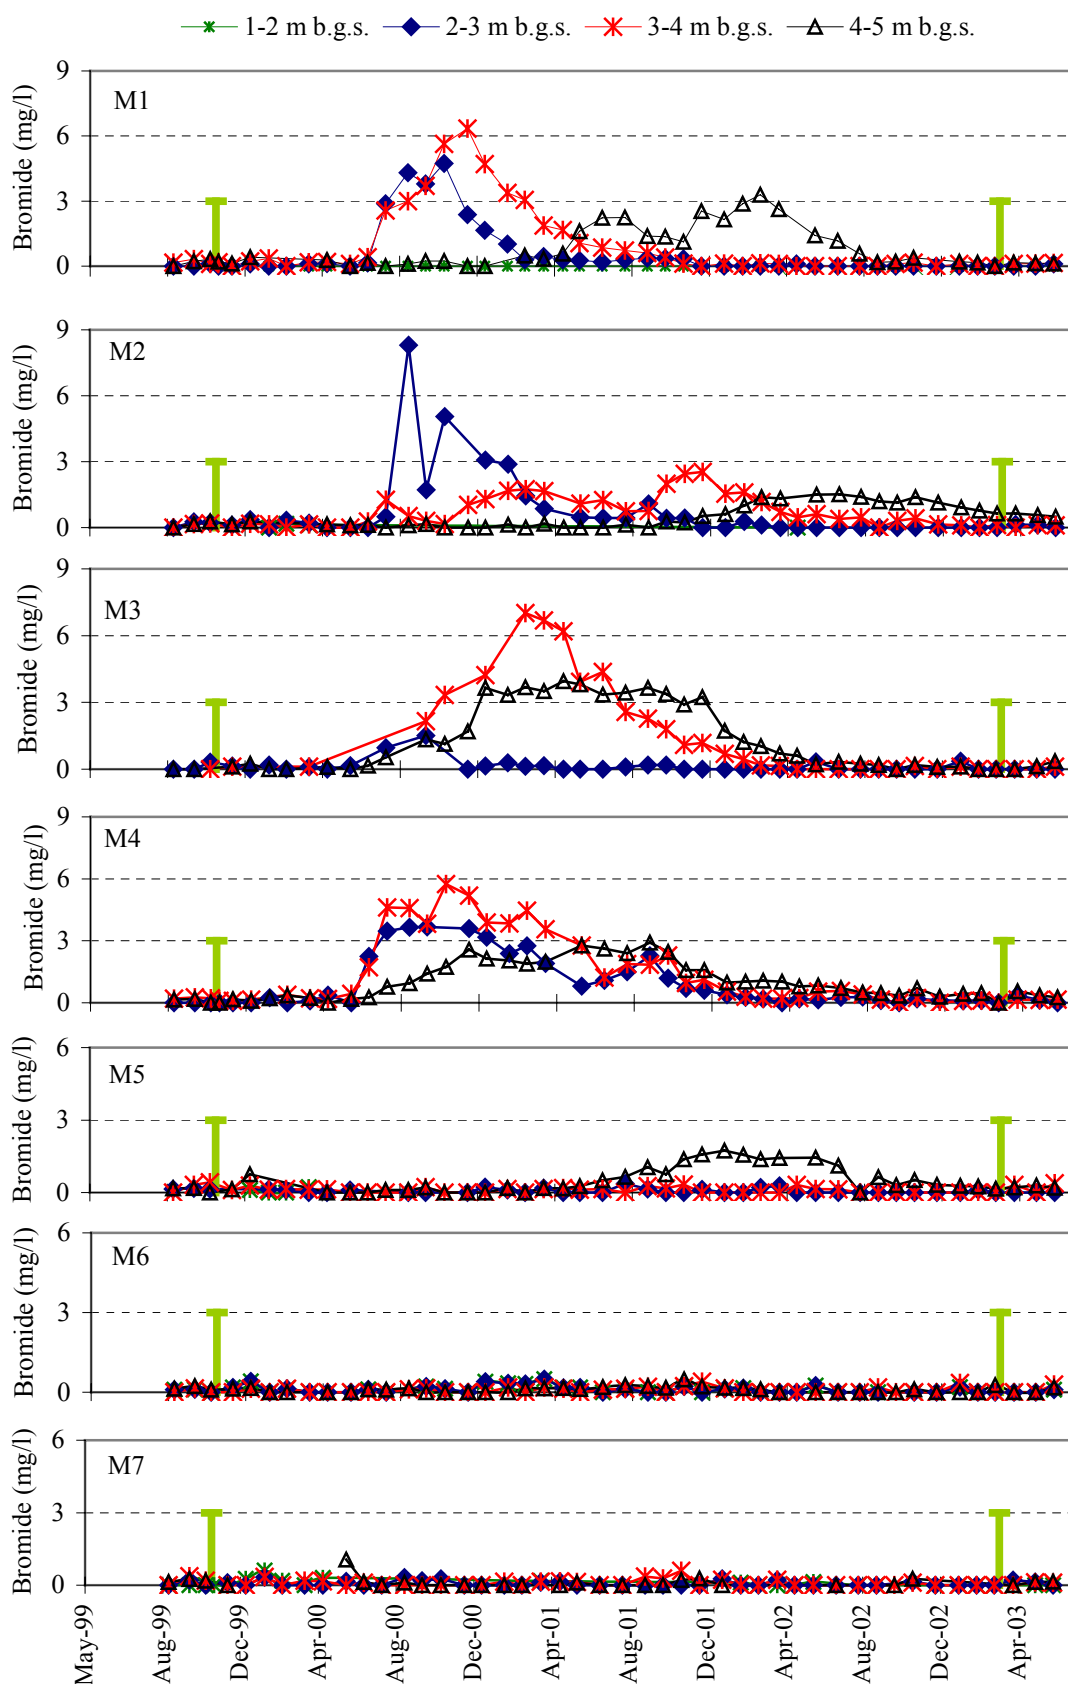 1-2 m b.g.s. 2-3 m b.g.s. 3-4 m b.g.s. 4-5 m b.g.s.
Bromide (mg/l)
9
6
3
0
M1
Bromide (mg/l)
9
6
3
0
M2
Bromide (mg/l)
9
6
3
0
M3
Bromide (mg/l)
9
6
3
0
M4
Bromide (mg/l)
6
3
0
M5
Bromide (mg/l)
6
3
0
M6
Bromide (mg/l)
6
3
0
M7
May-99 Aug-99 Dec-99 Apr-00 Aug-00 Dec-00 Apr-01 Aug-01 Dec-01 Apr-02 Aug-02 Dec-02 Apr-03